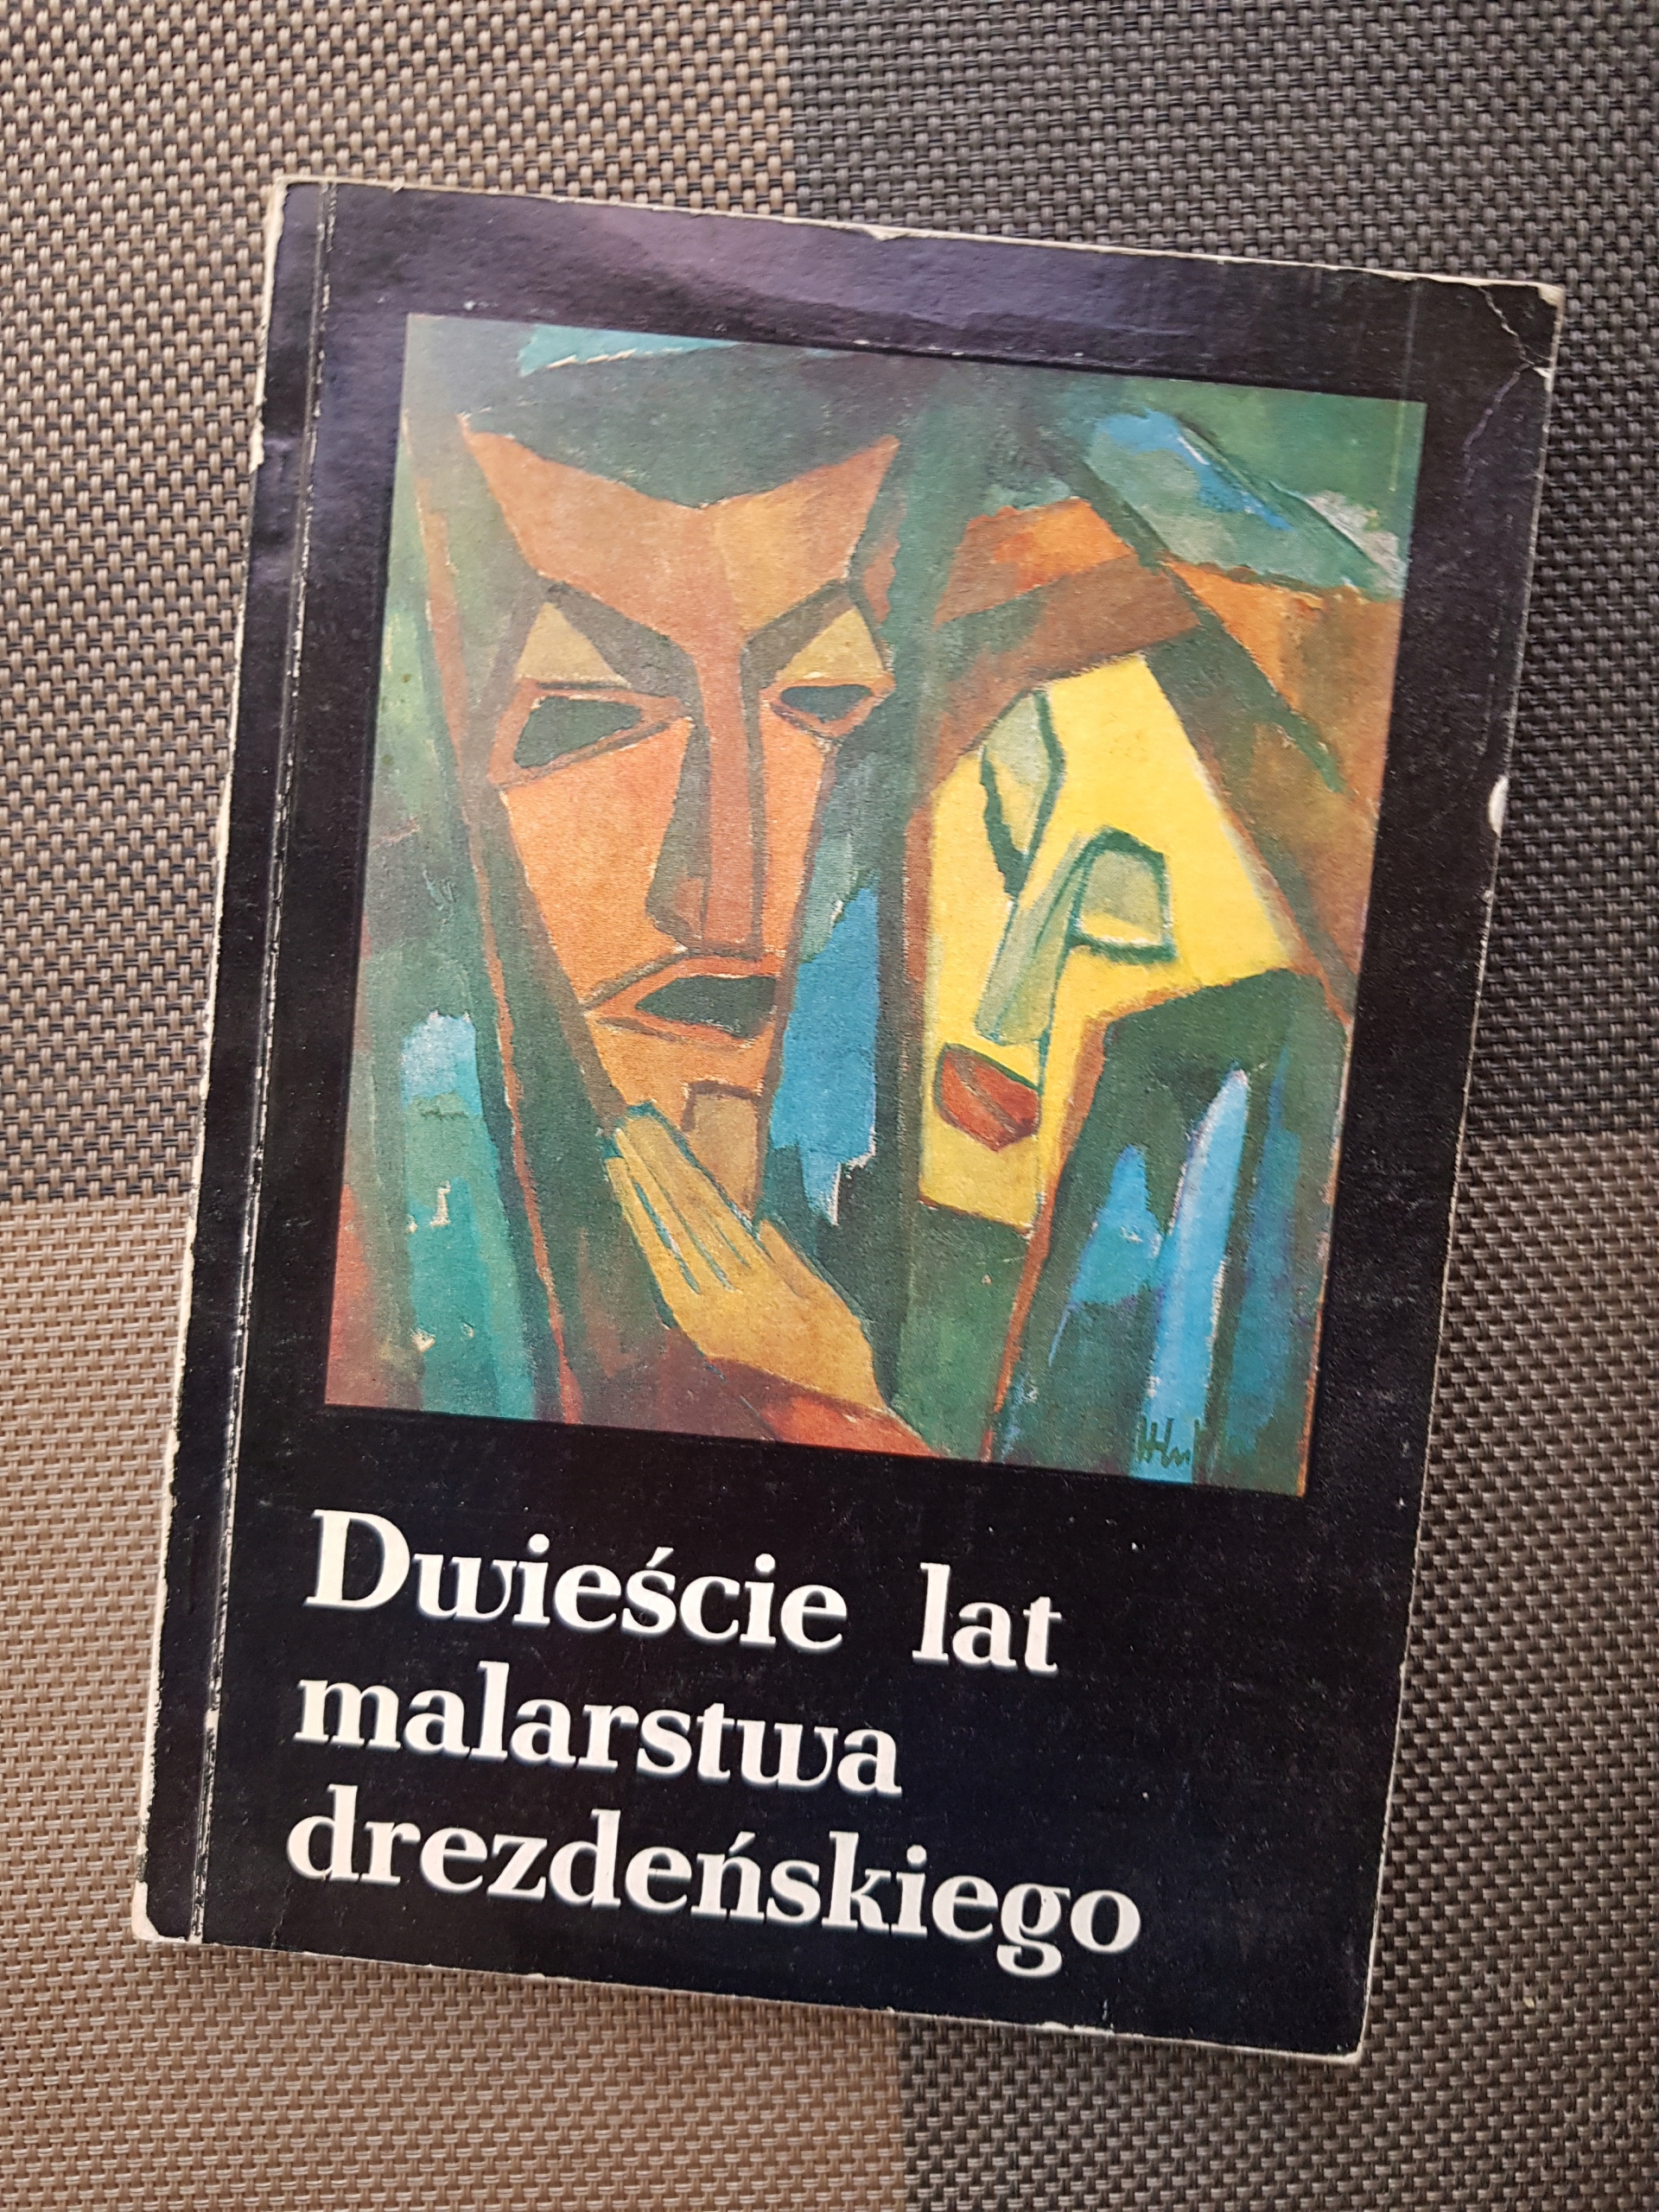 Dwieście lat
malarstwa
drezdeńskiego